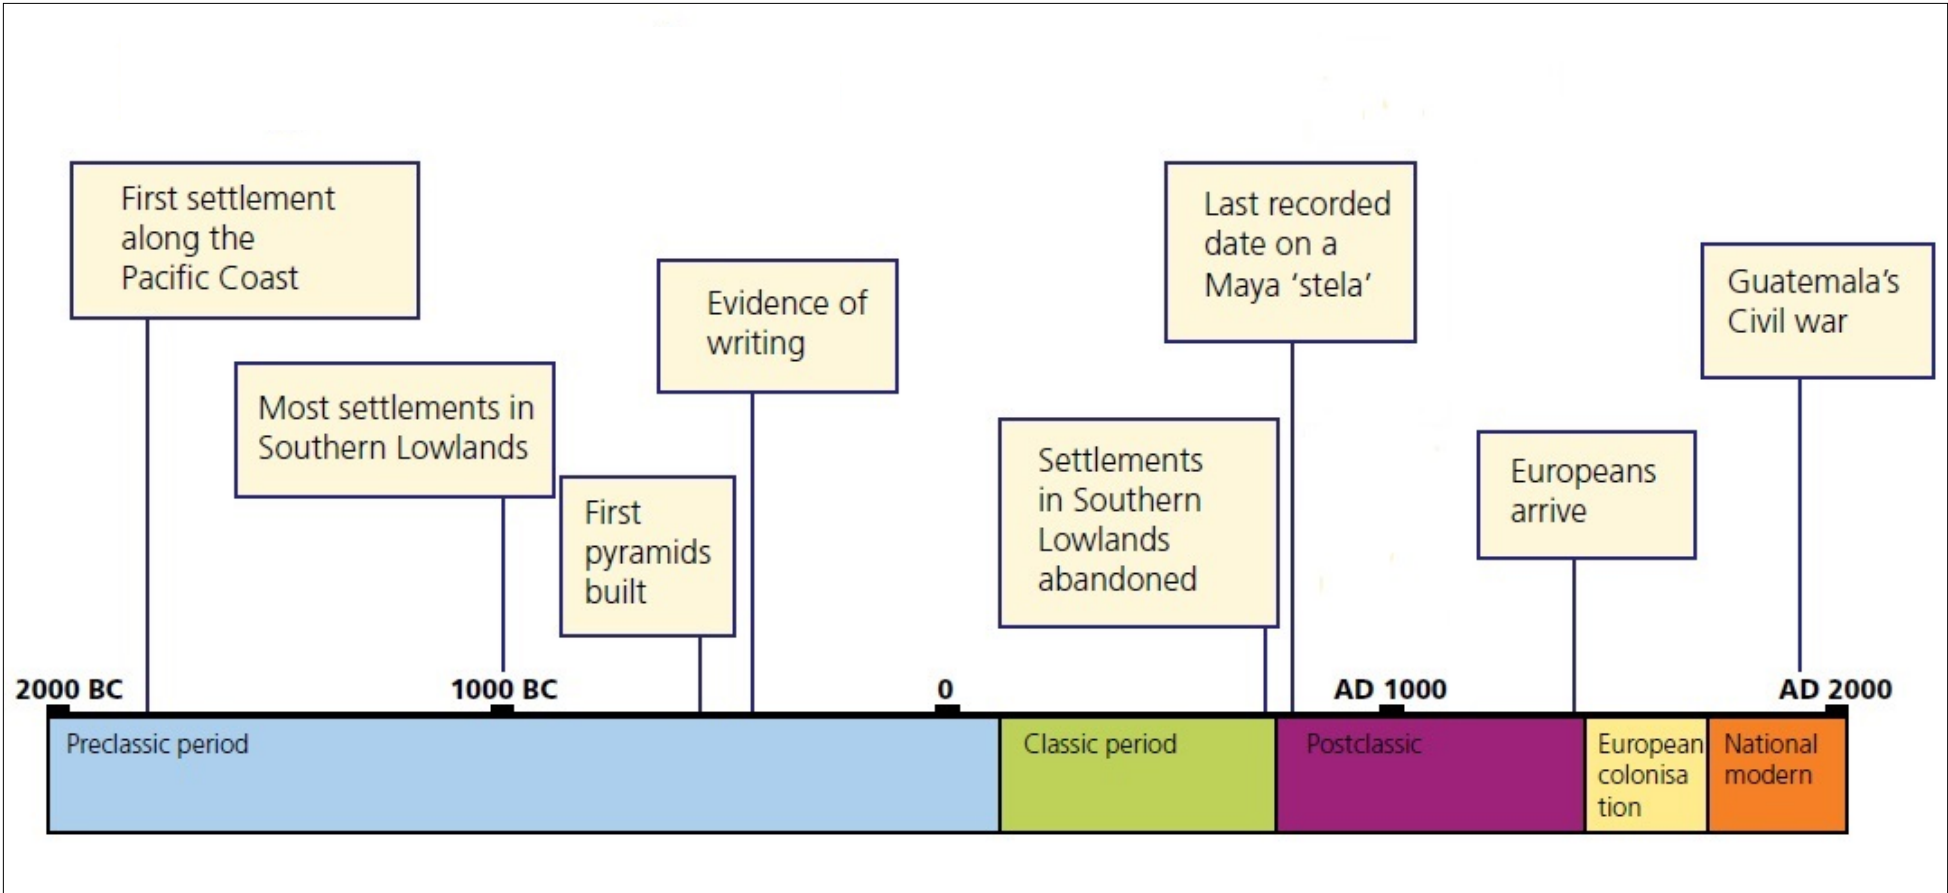 First settlement
along the
Pacific Coast
Most settlements in
Southern Lowlands
First
pyramids
built
Evidence of
writing
Settlements
in Southern
Lowlands
abandoned
Last recorded
date on a
Maya ‘stela’
Europeans
arrive
Guatemala’s
Civil war
2000 BC
1000 BC
0
AD 1000
AD 2000
Preclassic period
Classic period
Postclassic
European
colonisa
tion
National
modern